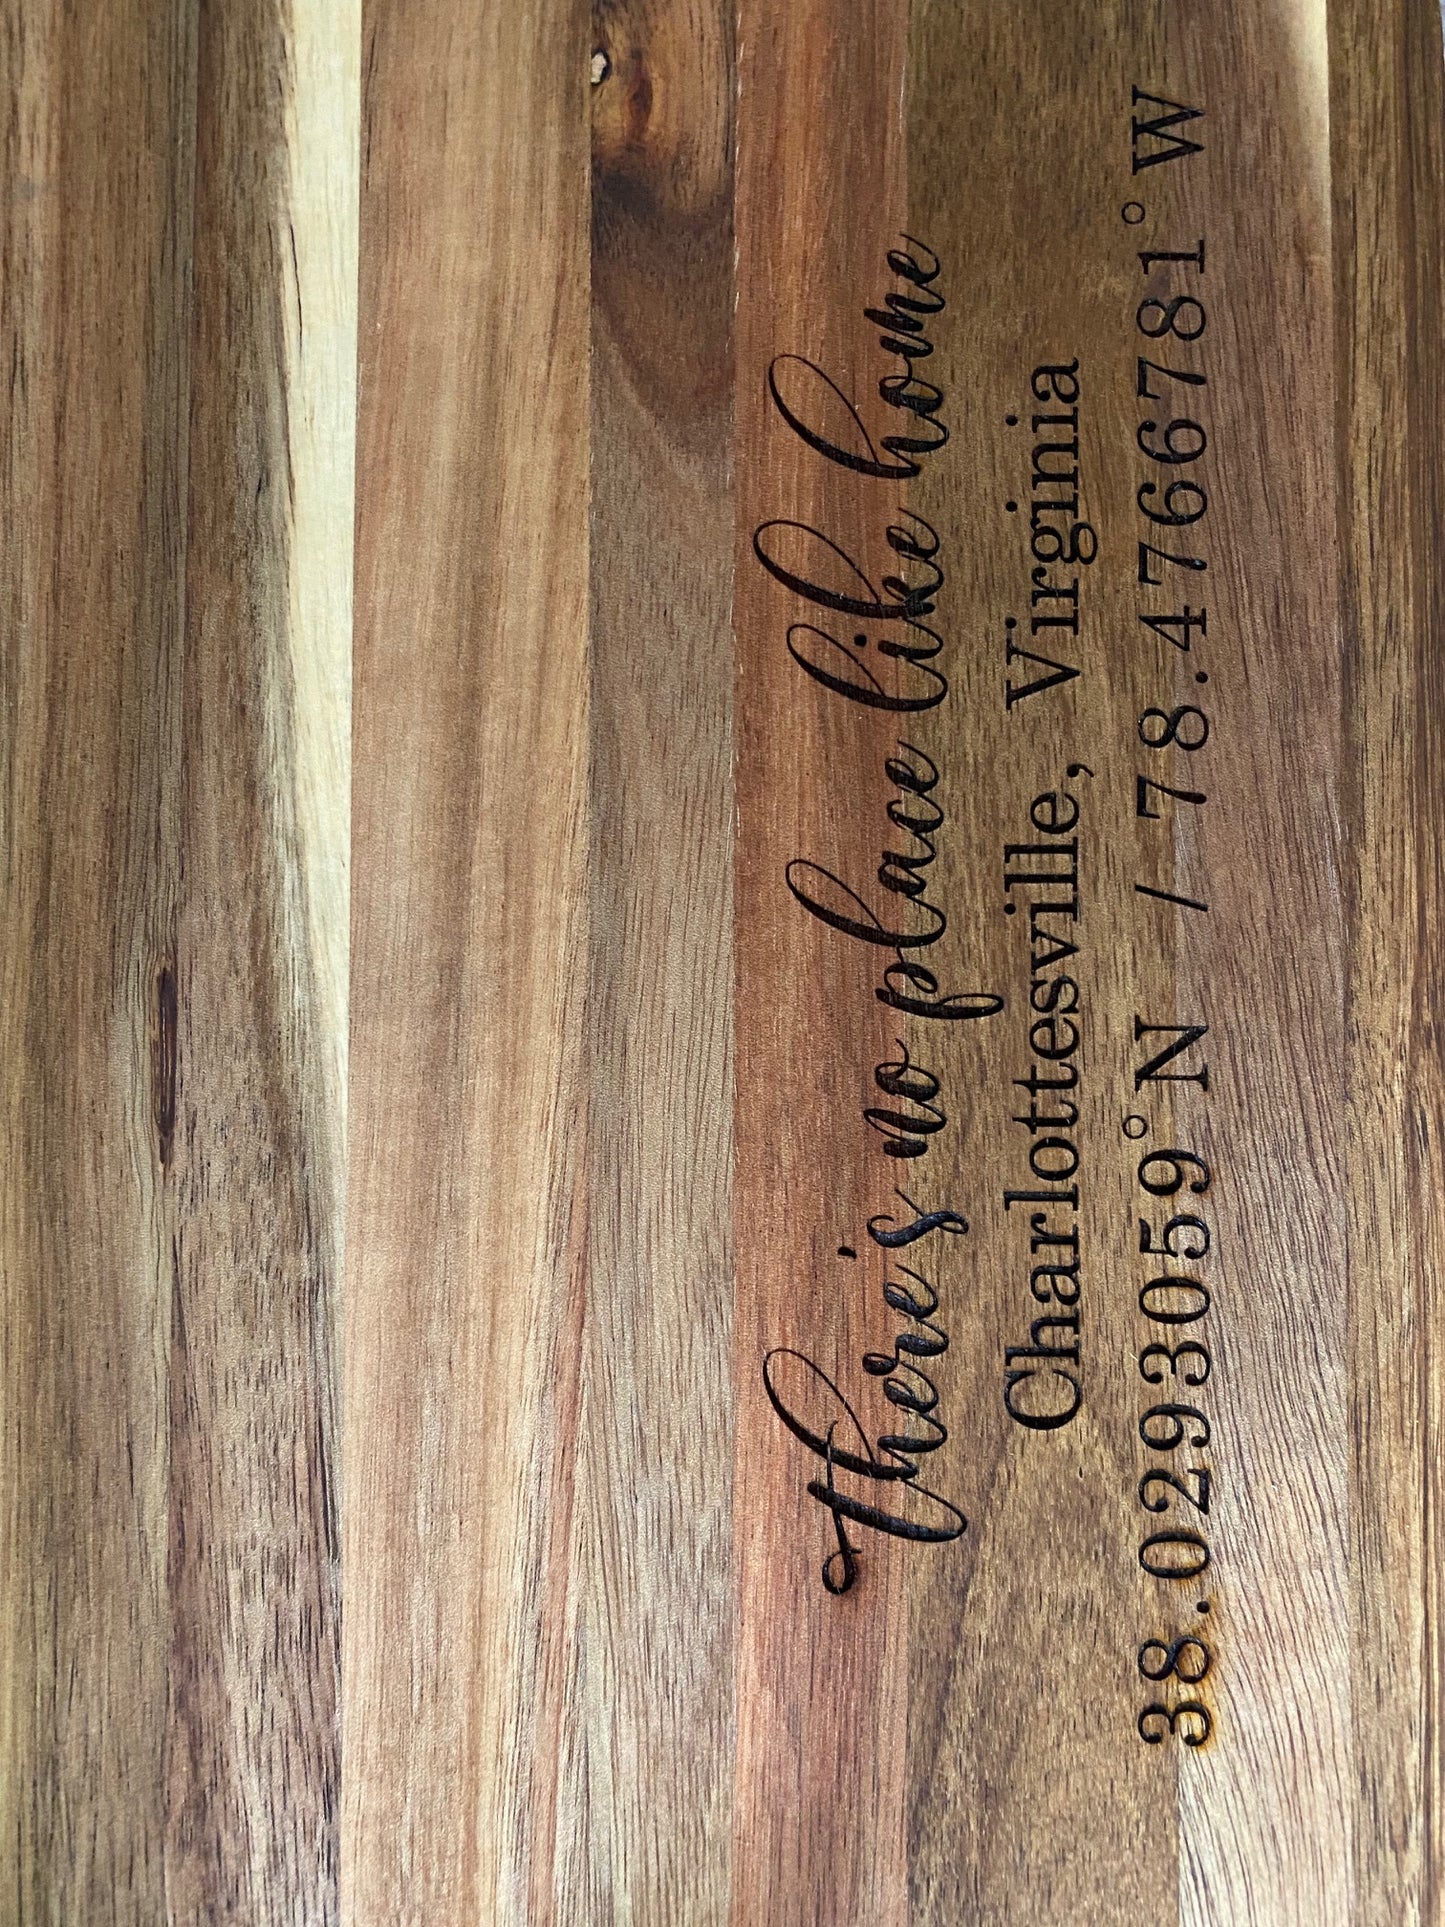 there's no place like home
Charlottesville, Virginia
38.0293059°N / 78.4766781°W